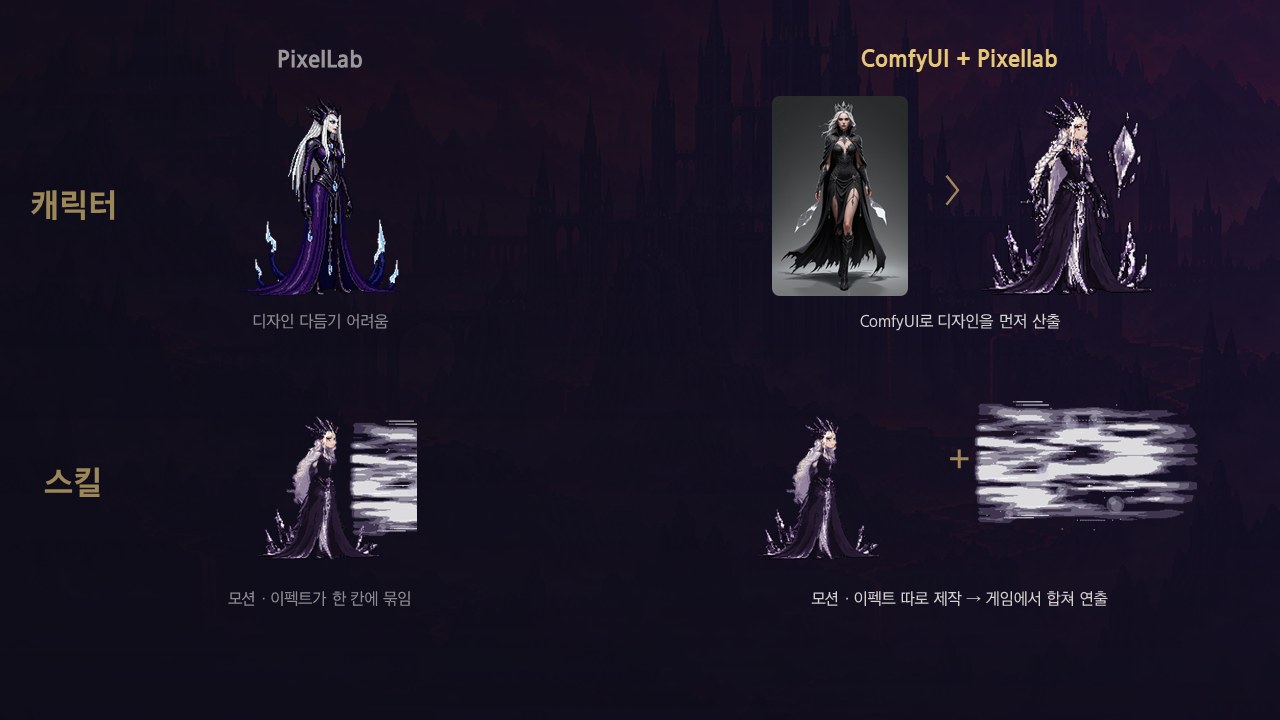 PixelLab
ComfyUI + Pixellab
캐릭터
디자인 다듬기 어려움
ComfyUI로 디자인을 먼저 산출
스킬
모션 · 이펙트가 한 칸에 묶임
모션 · 이펙트 따로 제작 → 게임에서 합쳐 연출